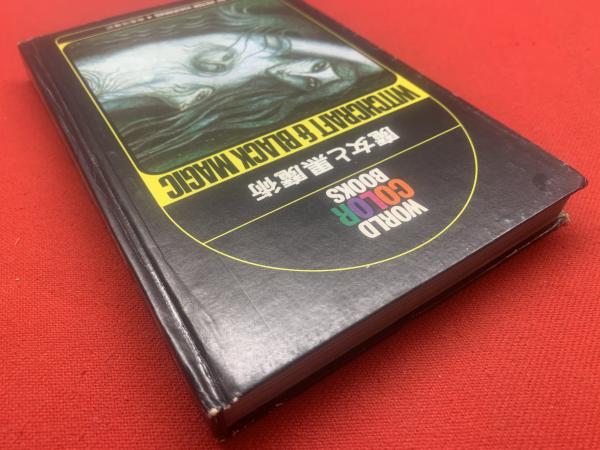 WITCHCRAFT & BLACK MAGIC
魔女と黒魔術
WORLD
COLOR
BOOKS